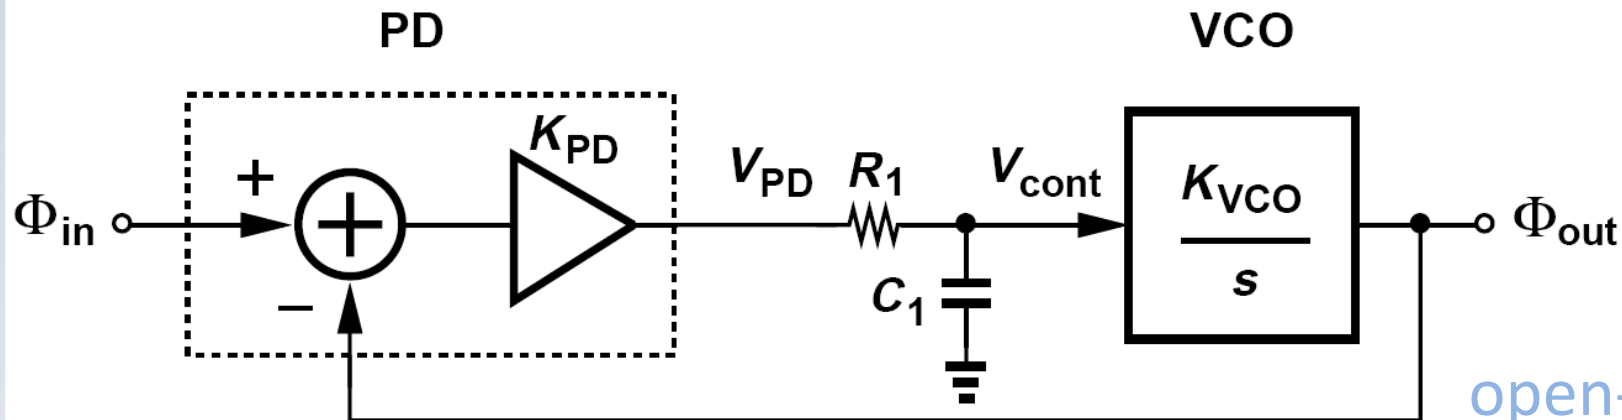 PD
VCO
K_PD
+
V_PD
R_1
V_cont
Φ_in
+
K_VCO
s
Φ_out
−
C_1
open-